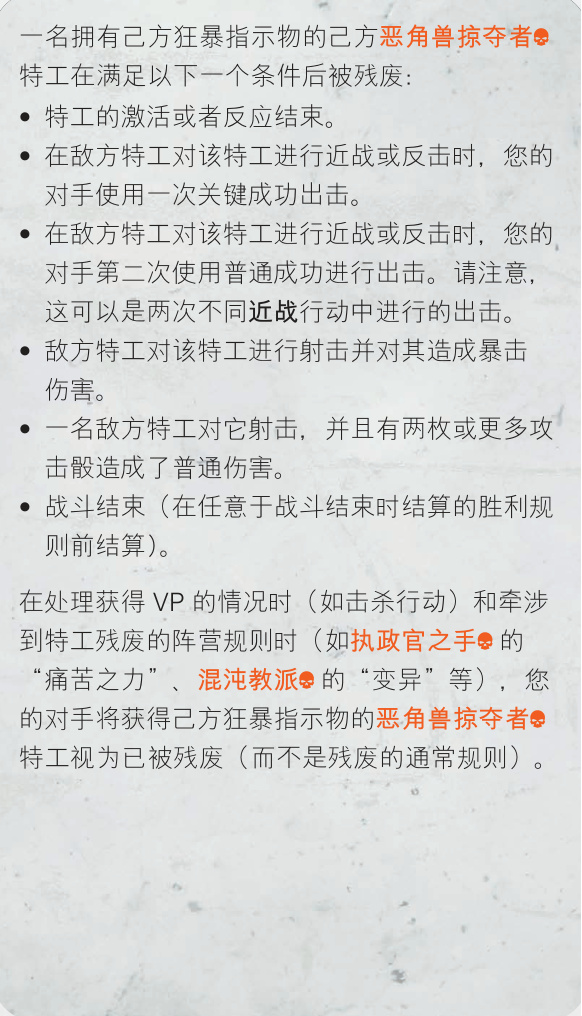 一名拥有己方狂暴指示物的己方恶角兽掠夺者
特工在满足以下一个条件后被残废：
• 特工的激活或者反应结束。
• 在敌方特工对该特工进行近战或反击时，您的
对手使用一次关键成功出击。
• 在敌方特工对该特工进行近战或反击时，您的
对手第二次使用普通成功进行出击。请注意，
这可以是两次不同近战行动中进行的出击。
• 敌方特工对该特工进行射击并对其造成暴击
伤害。
• 一名敌方特工对它射击，并且有两枚或更多攻
击骰造成了普通伤害。
• 战斗结束（在任意于战斗结束时结算的胜利规
则前结算）。
在处理获得 VP 的情况时（如击杀行动）和牵涉
到特工残废的阵营规则时（如执政官之手 的
“痛苦之力”、混沌教派 的“变异”等），您
的对手将获得己方狂暴指示物的恶角兽掠夺者
特工视为已被残废（而不是残废的通常规则）。